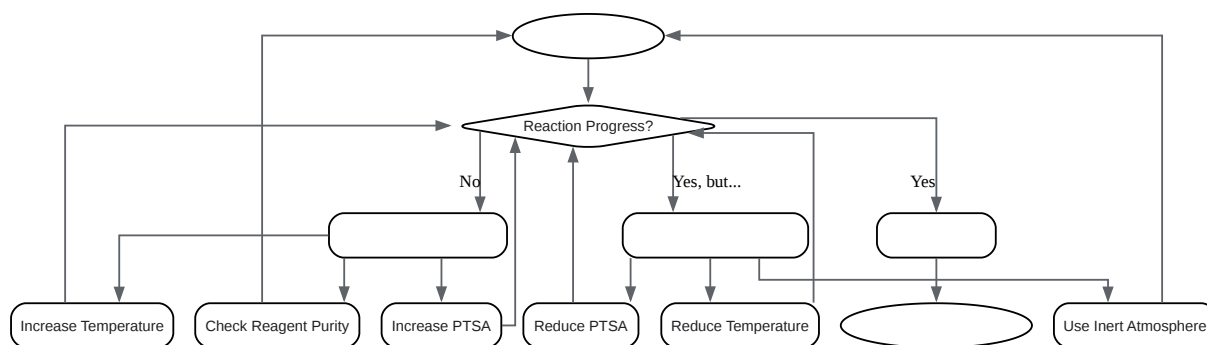 Reaction Progress?
No
Yes, but...
Yes
Increase Temperature
Check Reagent Purity
Increase PTSA
Reduce PTSA
Reduce Temperature
Use Inert Atmosphere